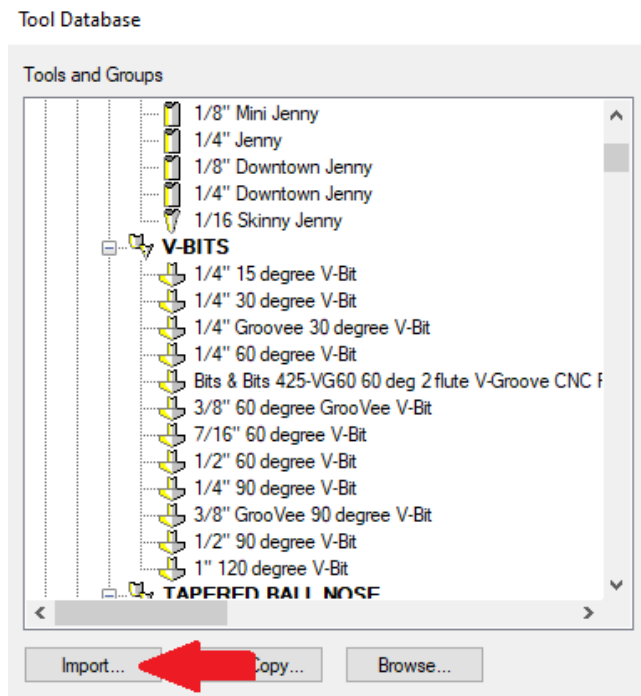 Tool Database
Tools and Groups
1/8" Mini Jenny
1/4" Jenny
1/8" Downtown Jenny
1/4" Downtown Jenny
1/16 Skinny Jenny
V-BITS
1/4" 15 degree V-Bit
1/4" 30 degree V-Bit
1/4" Groovee 30 degree V-Bit
1/4" 60 degree V-Bit
Bits & Bits 425-VG60 60 deg 2 flute V-Groove CNC
3/8" 60 degree GrooVee V-Bit
7/16" 60 degree V-Bit
1/2" 60 degree V-Bit
1/4" 90 degree V-Bit
3/8" GrooVee 90 degree V-Bit
1/2" 90 degree V-Bit
1" 120 degree V-Bit
TAPERED BALL NOSE
Import... Copy... Browse...